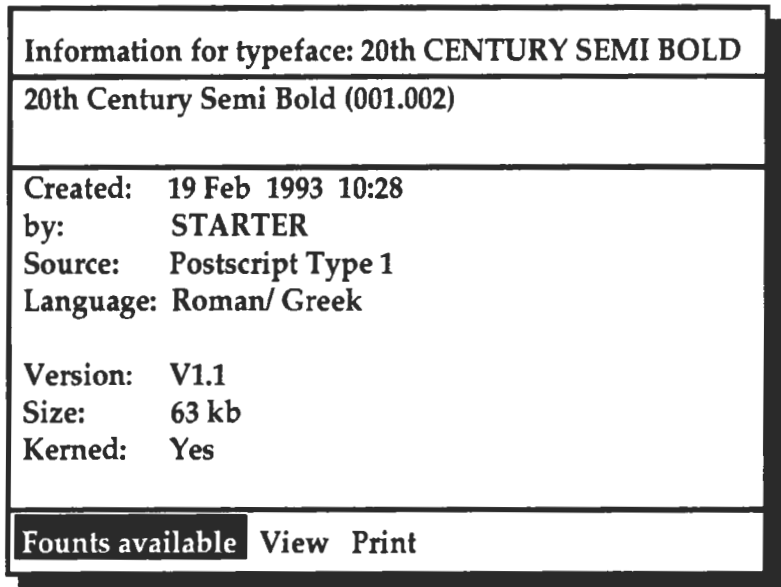 Information for typeface: 20th CENTURY SEMI BOLD
20th Century Semi Bold (001.002)
Created: 19 Feb 1993 10:28
by: STARTER
Source: Postscript Type 1
Language: Roman/ Greek
Version: V1.1
Size: 63 kb
Kerned: Yes
Founts available View Print